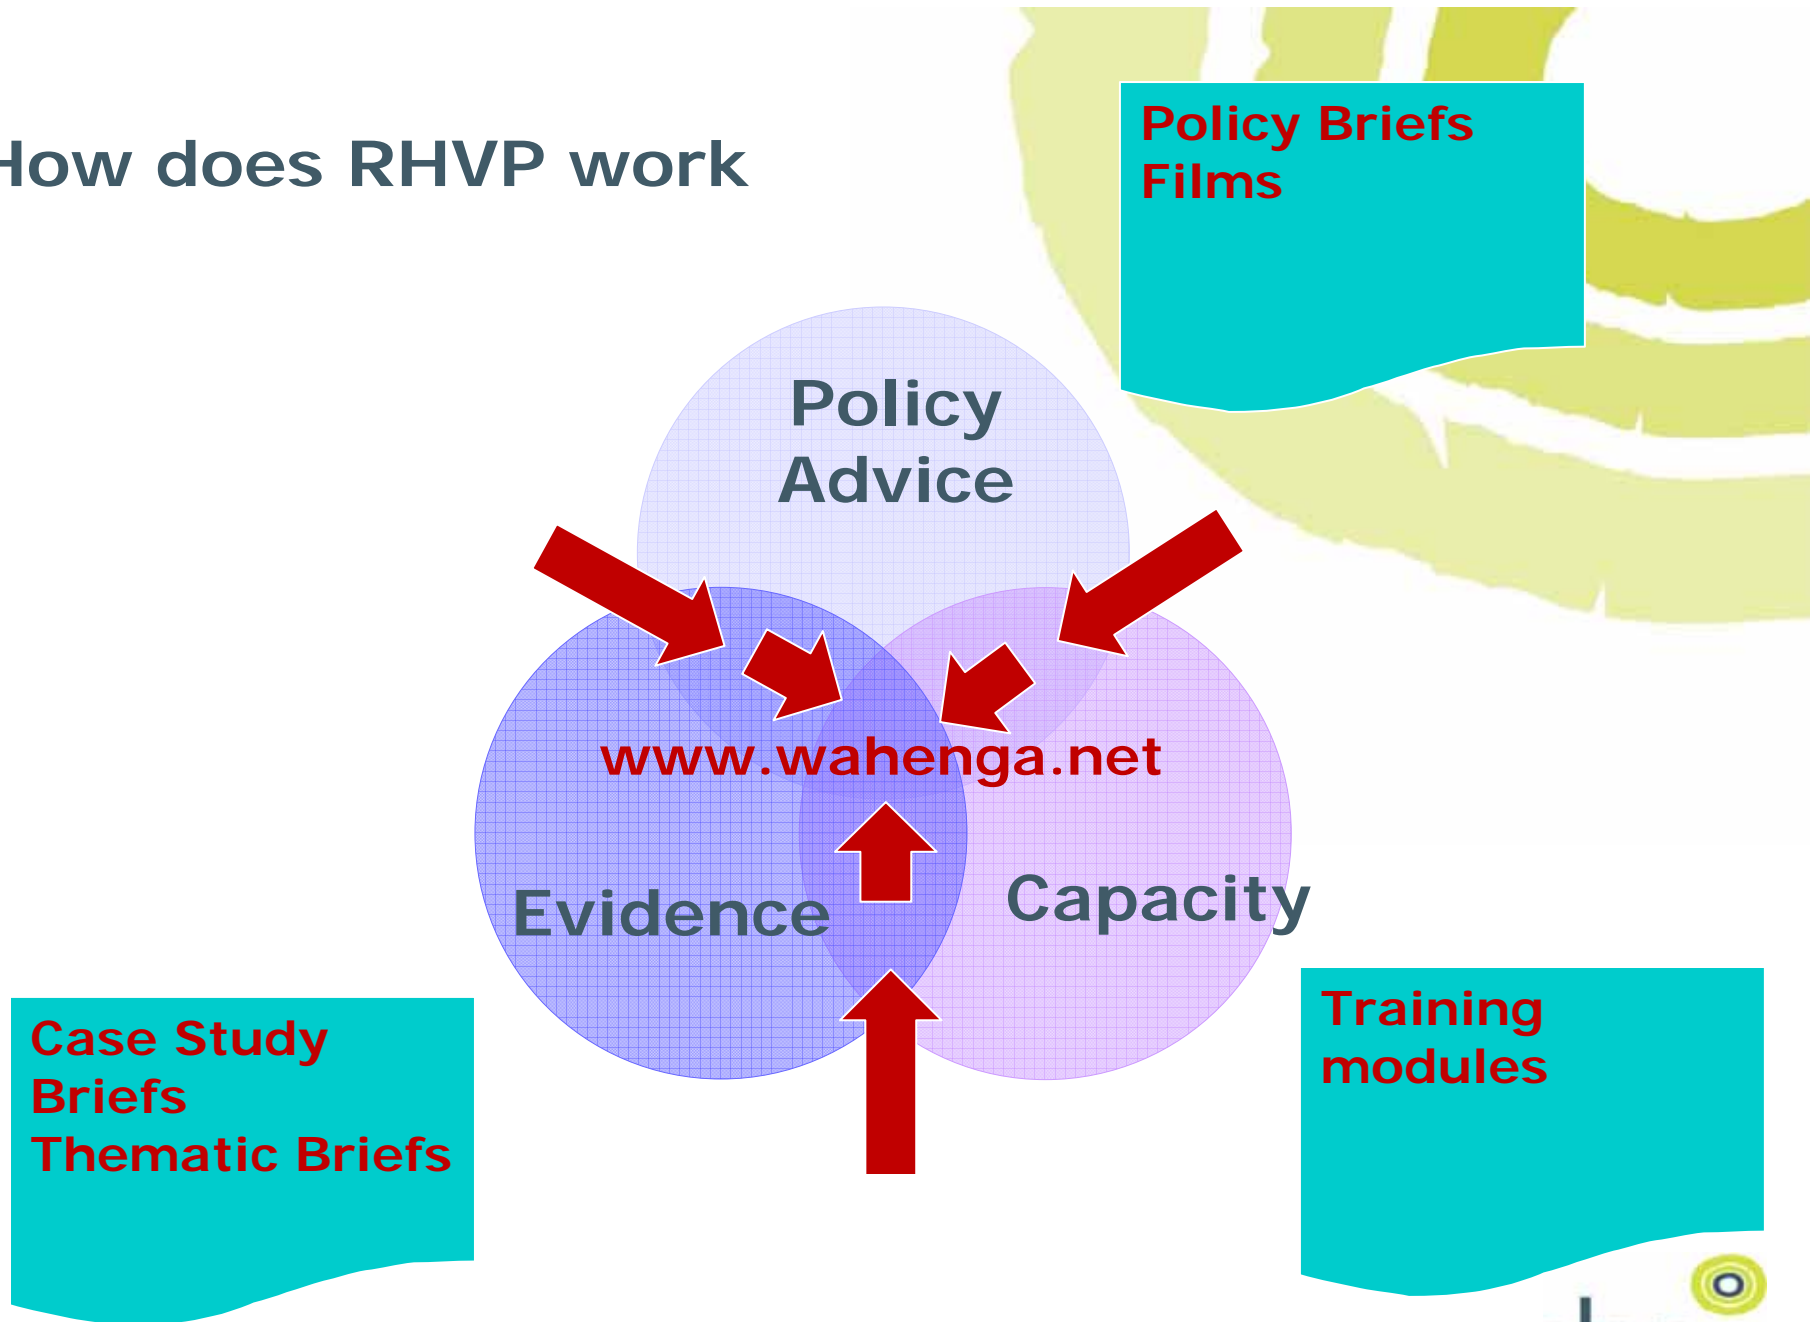 How does RHVP work
Policy Briefs
Films
Policy
Advice
www.wahenga.net
Evidence
Capacity
Case Study
Briefs
Thematic Briefs
Training
modules